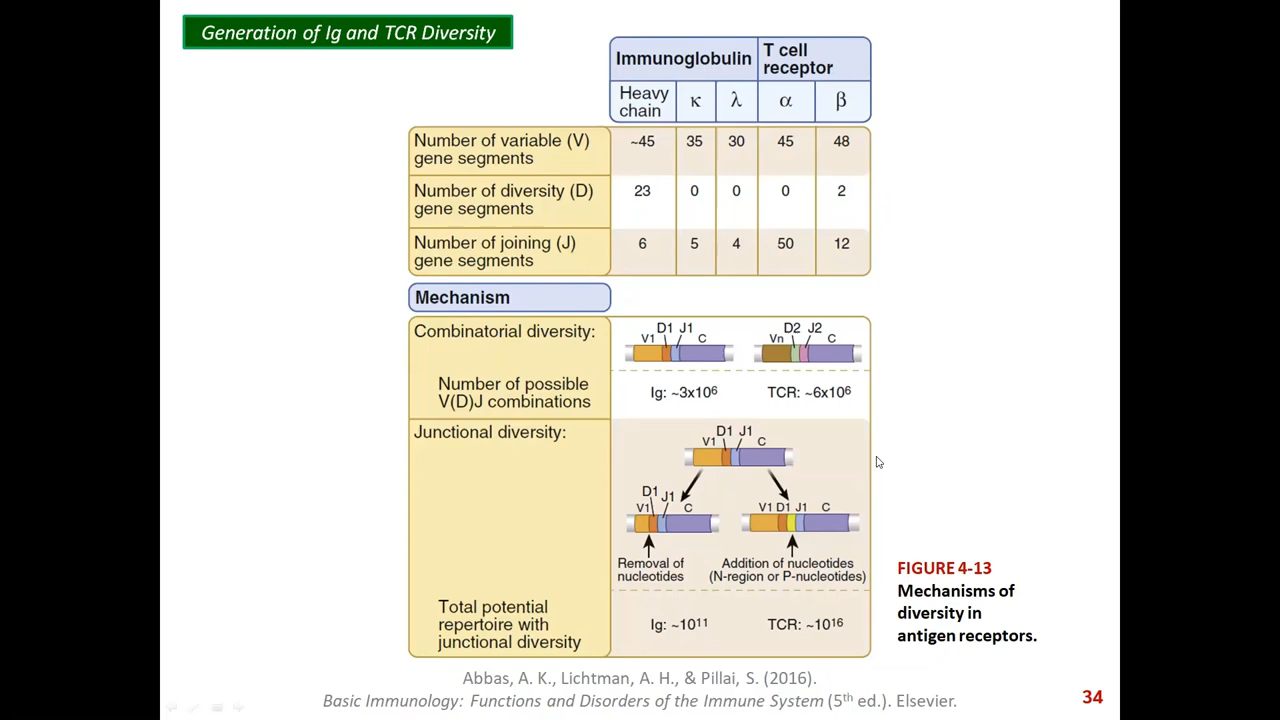 Generation of Ig and TCR Diversity
Immunoglobulin
T cell
receptor
Heavy
chain
κ
λ
α
β
Number of variable (V)
gene segments
~45
35
30
45
48
Number of diversity (D)
gene segments
23
0
0
0
2
Number of joining (J)
gene segments
6
5
4
50
12
Mechanism
Combinatorial diversity:
D1 J1
V1 C
D2 J2
Vn C
Number of possible
V(D)J combinations
Ig: ~3x10⁶
TCR: ~6x10⁶
Junctional diversity:
D1 J1
V1 C
D1
J1
V1 C
V1 D1 J1 C
Removal of
nucleotides
Addition of nucleotides
(N-region or P-nucleotides)
Total potential
repertoire with
junctional diversity
Ig: ~10¹¹
TCR: ~10¹⁶
FIGURE 4-13
Mechanisms of
diversity in
antigen receptors.
Abbas, A. K., Lichtman, A. H., & Pillai, S. (2016).
Basic Immunology: Functions and Disorders of the Immune System (5th ed.). Elsevier.
34